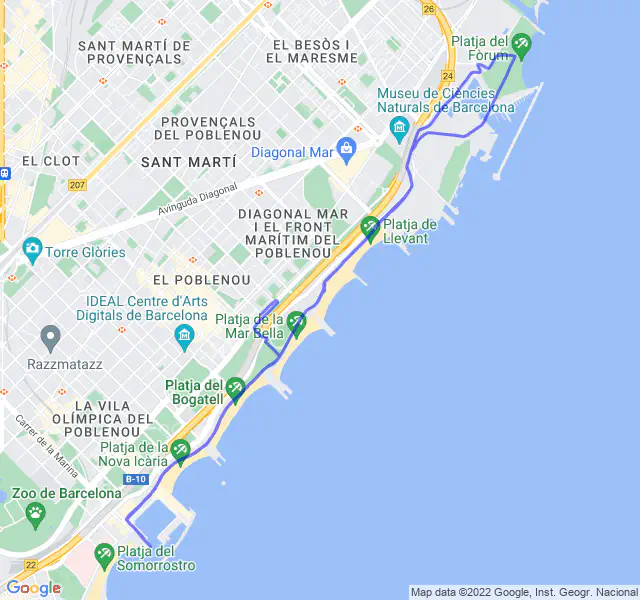 26
Platja del
Fòrum
SANT MARTÍ DE
PROVENÇALS
EL BESÒS I
EL MARESME
24
Museu de Ciències
Naturals de Barcelona
PROVENÇALS
DEL POBLENOU
EL CLOT
SANT MARTÍ
Diagonal Mar
207
Avinguda Diagonal
DIAGONAL MAR
I EL FRONT
MARÍTIM DEL
POBLENOU
Platja de
Llevant
Torre Glòries
EL POBLENOU
IDEAL Centre d'Arts
Digitals de Barcelona
Platja de la
Mar Bella
Razzmatazz
Platja del
Bogatell
LA VILA
OLÍMPICA DEL
POBLENOU
Carrer de la Marina
Platja de la
Nova Icària
B-10
Zoo de Barcelona
Platja del
Somorrostro
22
Google
Map data ©2022 Google, Inst. Geogr. Nacional